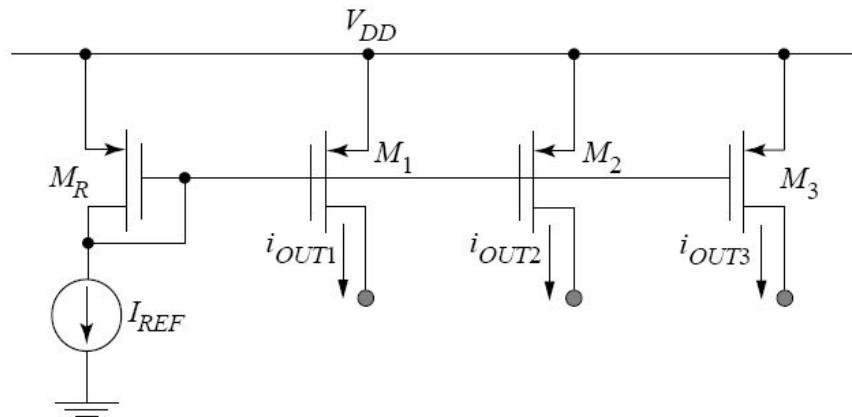 V_DD
M_R
M_1
M_2
M_3
i_OUT1
i_OUT2
i_OUT3
I_REF